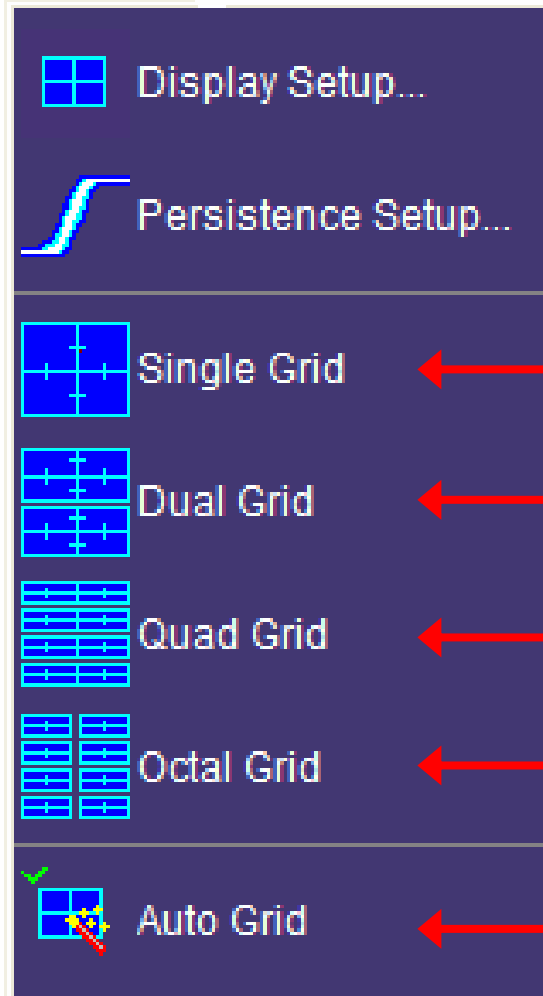 Display Setup...
Persistence Setup...
Single Grid
Dual Grid
Quad Grid
Octal Grid
Auto Grid